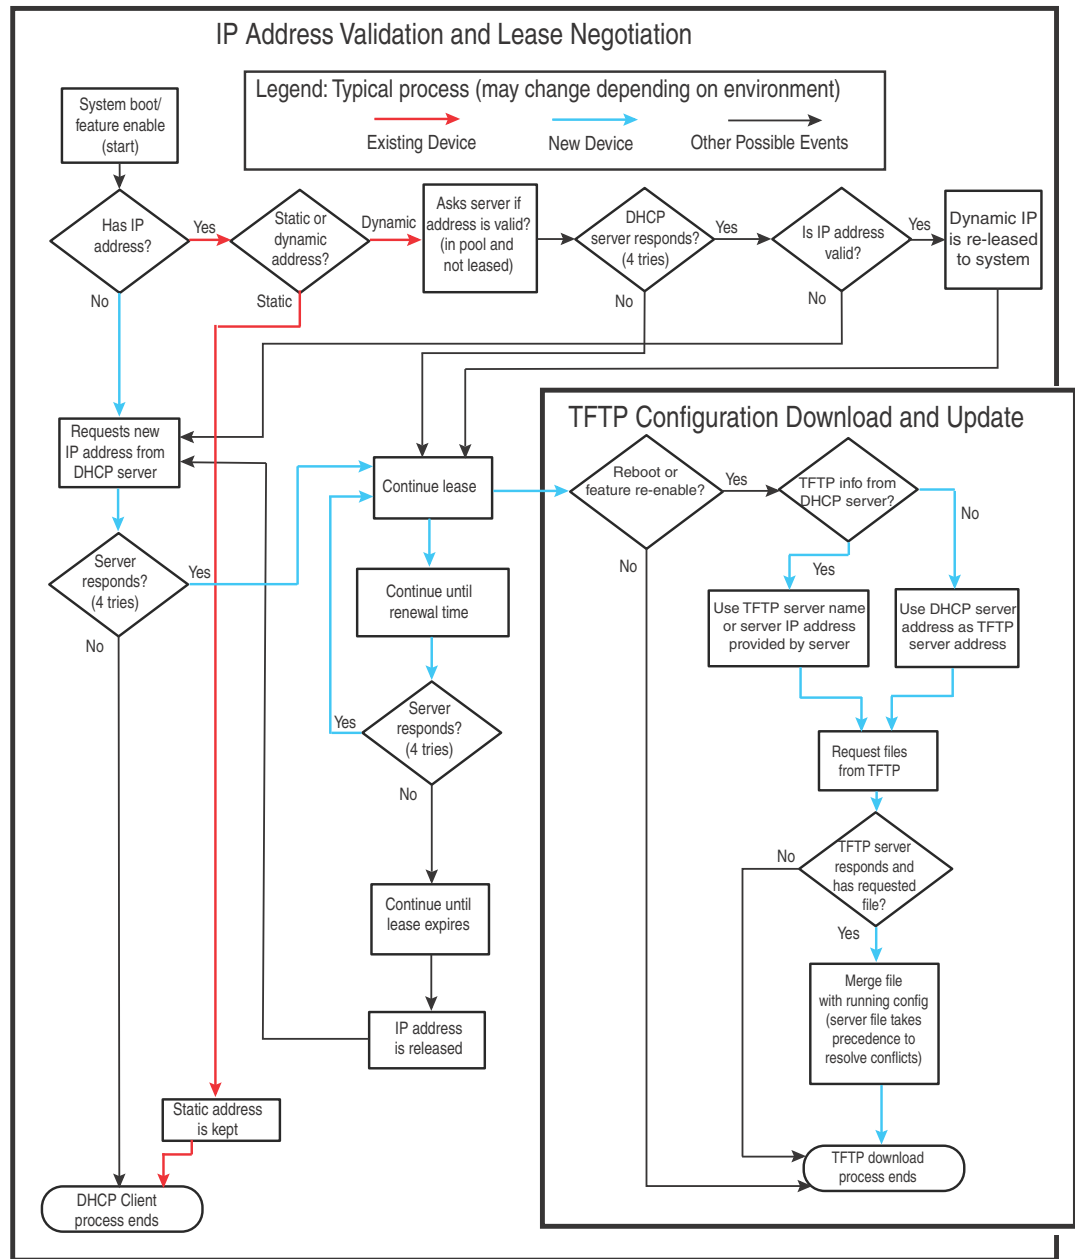 IP Address Validation and Lease Negotiation
Legend: Typical process (may change depending on environment)
Existing Device
New Device
Other Possible Events
System boot/
feature enable
(start)
Has IP
address?
Yes
No
Static or
dynamic
address?
Dynamic
Static
Asks server if
address is valid?
(in pool and
not leased)
DHCP
server responds?
(4 tries)
Yes
No
Is IP address
valid?
Yes
No
Dynamic IP
is re-leased
to system
Requests new
IP address from
DHCP server
Server
responds?
(4 tries)
Yes
No
Continue lease
Continue until
renewal time
Server
responds?
(4 tries)
Yes
No
Continue until
lease expires
IP address
is released
Static address
is kept
DHCP Client
process ends
TFTP Configuration Download and Update
Reboot or
feature re-enable?
Yes
No
TFTP info from
DHCP server?
No
Yes
Use TFTP server name
or server IP address
provided by server
Use DHCP server
address as TFTP
server address
Request files
from TFTP
TFTP server
responds and
has requested
file?
No
Yes
Merge file
with running config
(server file takes
precedence to
resolve conflicts)
TFTP download
process ends